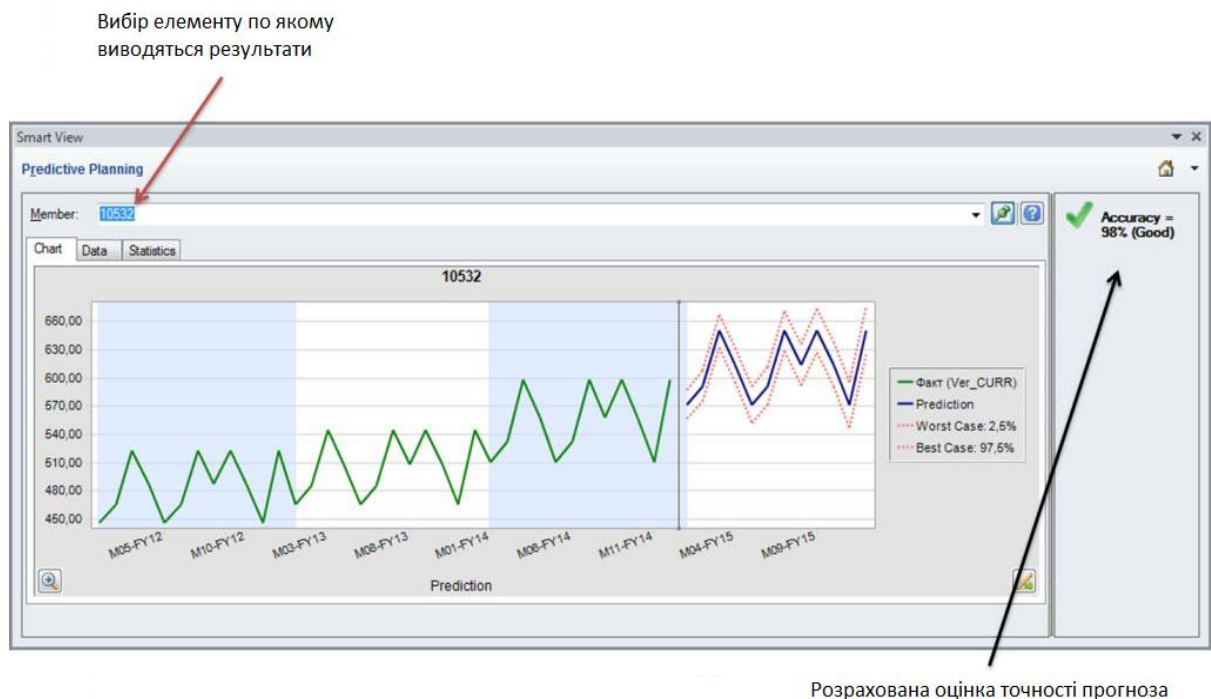 Вибір елементу по якому
виводяться результати
Smart View
Predictive Planning
Member: 10532
Accuracy =
98% (Good)
Chart Data Statistics
10532
660,00
630,00
600,00
570,00
540,00
510,00
480,00
450,00
Факт (Ver_CURR)
Prediction
Worst Case: 2,5%
Best Case: 97,5%
M05-FY12 M10-FY12 M03-FY13 M08-FY13 M01-FY14 M06-FY14 M11-FY14 M04-FY15 M09-FY15
Prediction
Розрахована оцінка точності прогноза